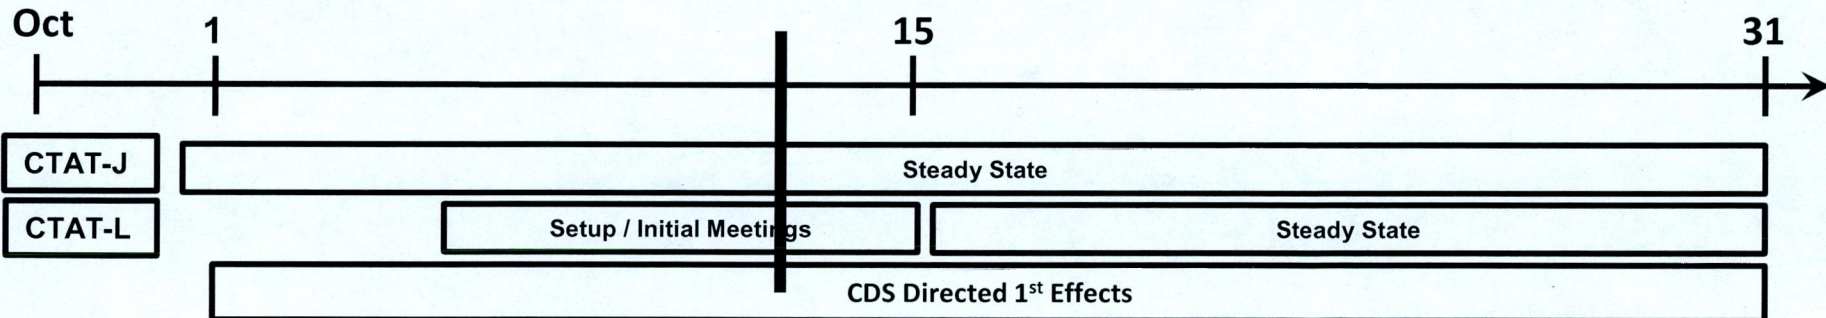 Oct 1 15 31
CTAT-J Steady State
CTAT-L Setup / Initial Meetings Steady State
CDS Directed 1st Effects